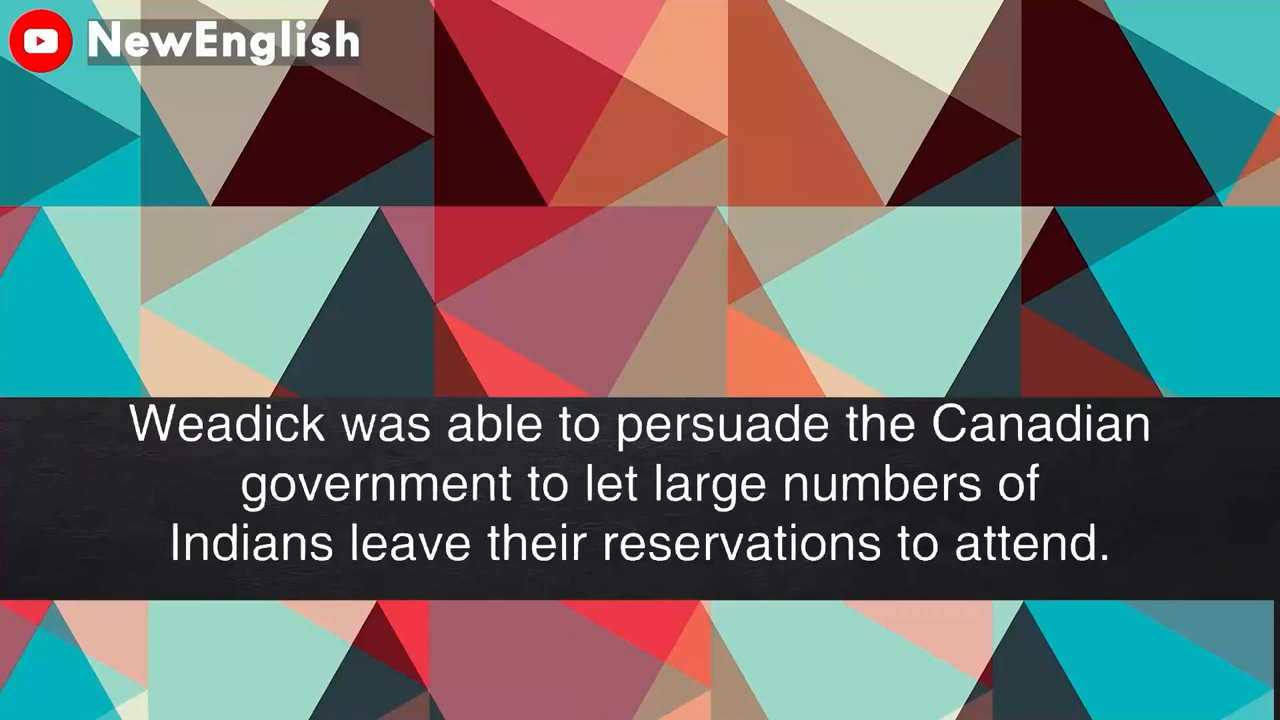 NewEnglish
Weadick was able to persuade the Canadian
government to let large numbers of
Indians leave their reservations to attend.